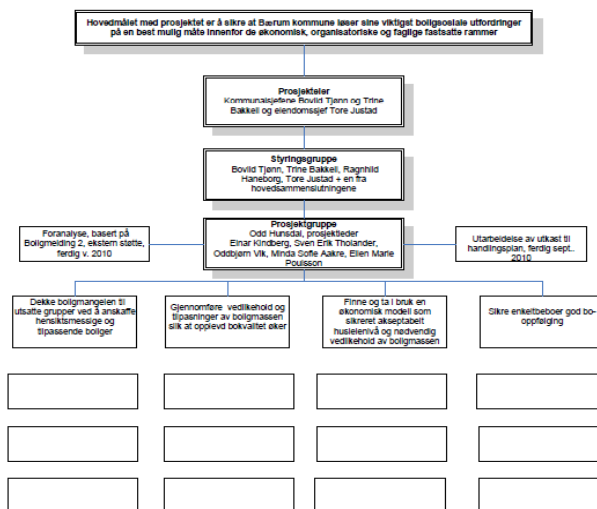 Hovedmålet med prosjektet er å sikre at Bærum kommune løser sine viktigst boligsosiale utfordringer
på en best mulig måte innenfor de økonomisk, organisatoriske og faglige fastsatte rammer
Prosjekteier
Kommunalsjefene Bovild Tjønn og Trine
Bakkeli og eiendomssjef Tore Justad
Styringsgruppe
Bovild Tjønn, Trine Bakkeli, Ragnhild
Haneborg, Tore Justad + en fra
hovedsammenslutningene
Prosjektgruppe
Odd Hunsdal, prosjektleder
Einar Kindberg, Sven Erik Tholander,
Oddbjørn Vik, Minda Sofie Aakre, Ellen Marie
Poulsson
Foranalyse, basert på
Boligmelding 2, ekstern støtte,
ferdig v. 2010
Utarbeidelse av utkast til
handlingsplan, ferdig sept..
2010
Dekke boligmangelen til
utsatte grupper ved å anskaffe
hensiktsmessige og
tilpassende boliger
Gjennomføre vedlikehold og
tilpasninger av boligmassen
slik at opplevd bokvalitet øker
Finne og ta i bruk en
økonomisk modell som
sikreret akseptabelt
husleienivå og nødvendig
vedlikehold av boligmassen
Sikre enkeltbeboer god bo-
oppfølging